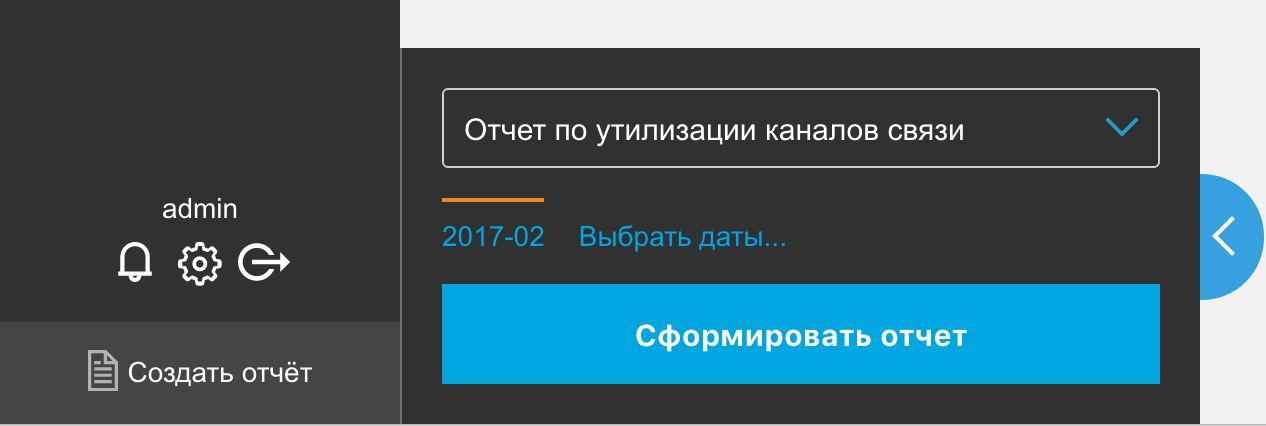 admin
Создать отчёт
Отчет по утилизации каналов связи
2017-02 Выбрать даты...
Сформировать отчет